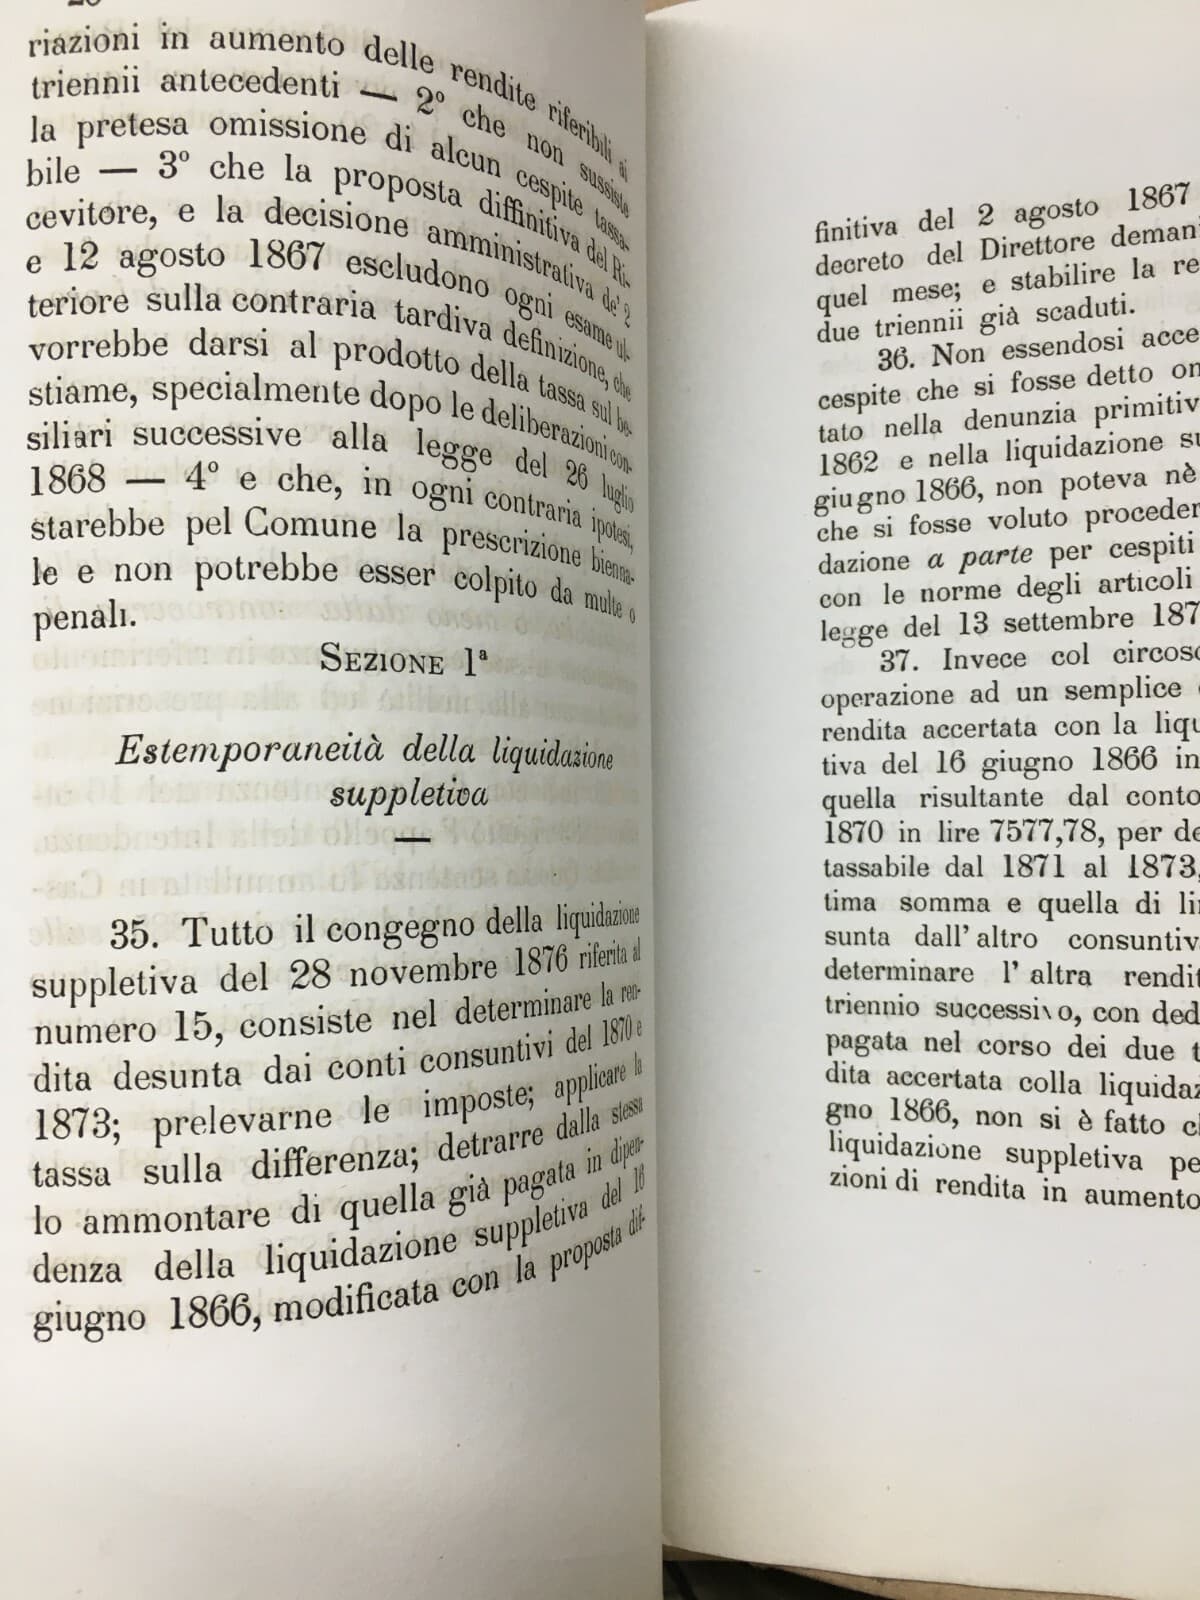 riazioni in aumento delle rendite riferibili ai
triennii antecedenti — 2° che non sussiste
la pretesa omissione di alcun cespite tassa-
bile — 3° che la proposta diffinitiva del Ri-
cevitore, e la decisione amministrativa de' 2
e 12 agosto 1867 escludono ogni esame ul-
teriore sulla contraria tardiva definizione, che
vorrebbe darsi al prodotto della tassa sul be-
stiame, specialmente dopo le deliberazioni con-
siliari successive alla legge del 26 luglio
1868 — 4° e che, in ogni contraria ipotesi,
starebbe pel Comune la prescrizione bienna-
le e non potrebbe esser colpito da multe o
penali.
SEZIONE 1ª
Estemporaneità della liquidazione
suppletiva
35. Tutto il congegno della liquidazione
suppletiva del 28 novembre 1876 riferita al
numero 15, consiste nel determinare la ren-
dita desunta dai conti consuntivi del 1870 e
1873; prelevarne le imposte; applicare la
tassa sulla differenza; detrarre dalla stessa
lo ammontare di quella già pagata in dipen-
denza della liquidazione suppletiva del 16
giugno 1866, modificata con la proposta dif-
finitiva del 2 agosto 1867
decreto del Direttore deman
quel mese; e stabilire la re
due triennii già scaduti.
36. Non essendosi acce
cespite che si fosse detto on
tato nella denunzia primitiv
1862 e nella liquidazione su
giugno 1866, non poteva nè
che si fosse voluto proceder
dazione a parte per cespiti
con le norme degli articoli
legge del 13 settembre 187
37. Invece col circosc
operazione ad un semplice
rendita accertata con la liqu
tiva del 16 giugno 1866 in
quella risultante dal conto
1870 in lire 7577,78, per de
tassabile dal 1871 al 1873,
tima somma e quella di lir
sunta dall' altro consuntiv
determinare l' altra rendit
triennio successivo, con ded
pagata nel corso dei due t
dita accertata colla liquidaz
gno 1866, non si è fatto c
liquidazione suppletiva pe
zioni di rendita in aumento